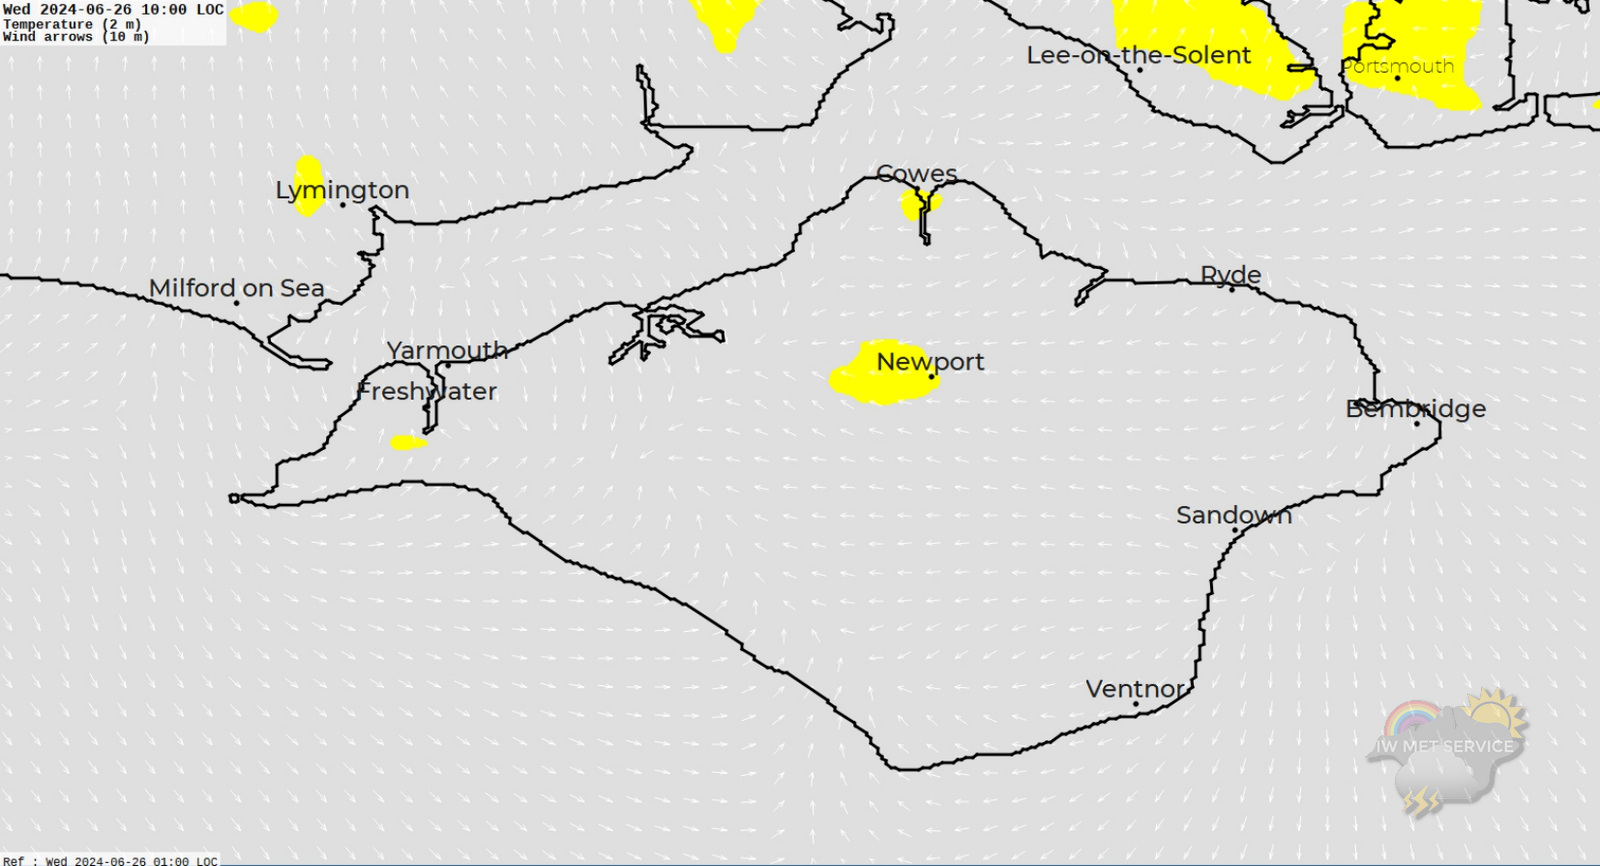 Wed 2024-06-26 10:00 LOC
Temperature (2 m)
Wind arrows (10 m)
Lee-on-the-Solent
Portsmouth
Cowes
Lymington
Ryde
Milford on Sea
Yarmouth
Newport
Freshwater
Bembridge
Sandown
Ventnor
IW MET SERVICE
Ref : Wed 2024-06-26 01:00 LOC